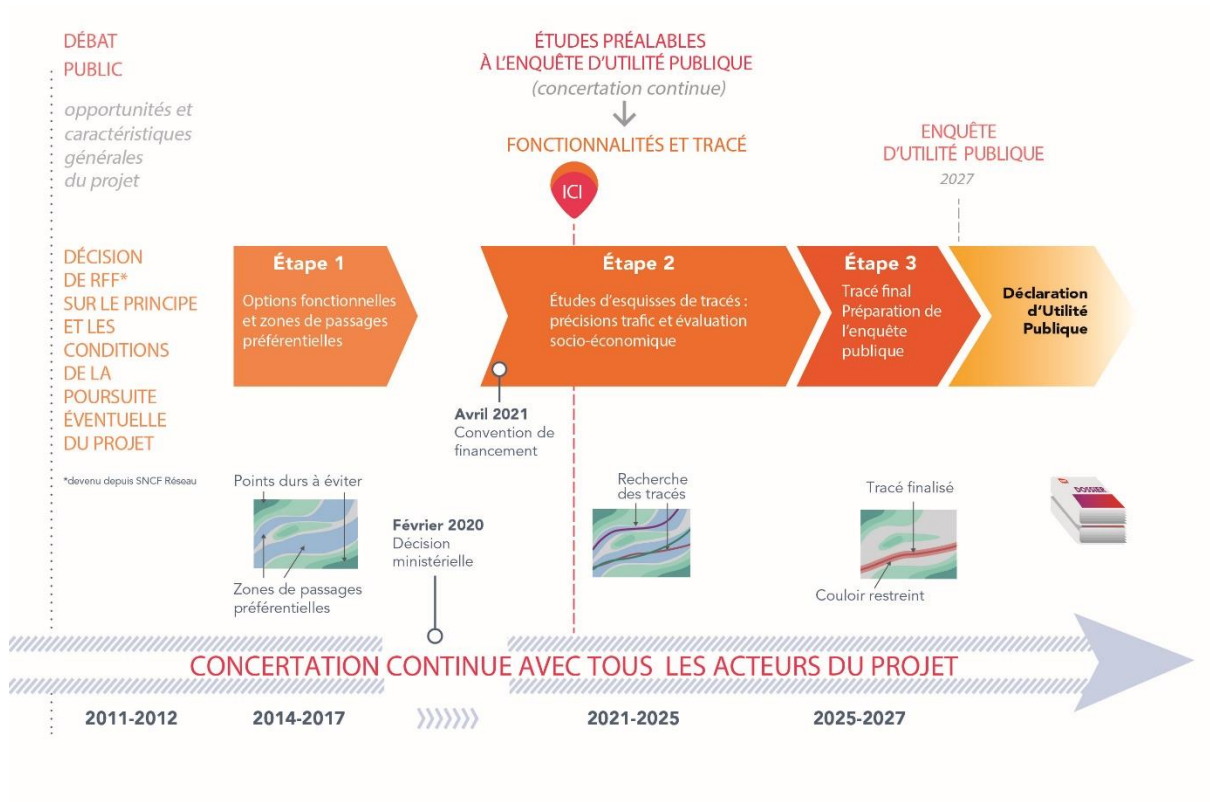 DÉBAT
PUBLIC
opportunités et
caractéristiques
générales
du projet
ÉTUDES PRÉALABLES
À L'ENQUÊTE D'UTILITÉ PUBLIQUE
(concertation continue)
FONCTIONNALITÉS ET TRACÉ
ICI
ENQUÊTE
D'UTILITÉ PUBLIQUE
2027
DÉCISION
DE RFF*
SUR LE PRINCIPE
ET LES
CONDITIONS
DE LA
POURSUITE
ÉVENTUELLE
DU PROJET
*devenu depuis SNCF Réseau
Étape 1
Options fonctionnelles
et zones de passages
préférentielles
Étape 2
Études d'esquisses de tracés :
précisions trafic et évaluation
socio-économique
Étape 3
Tracé final
Préparation de
l'enquête
publique
Déclaration
d'Utilité
Publique
Avril 2021
Convention de
financement
Points durs à éviter
Zones de passages
préférentielles
Février 2020
Décision
ministérielle
Recherche
des tracés
Tracé finalisé
Couloir restreint
DOSSIER
CONCERTATION CONTINUE AVEC TOUS LES ACTEURS DU PROJET
2011-2012
2014-2017
2021-2025
2025-2027